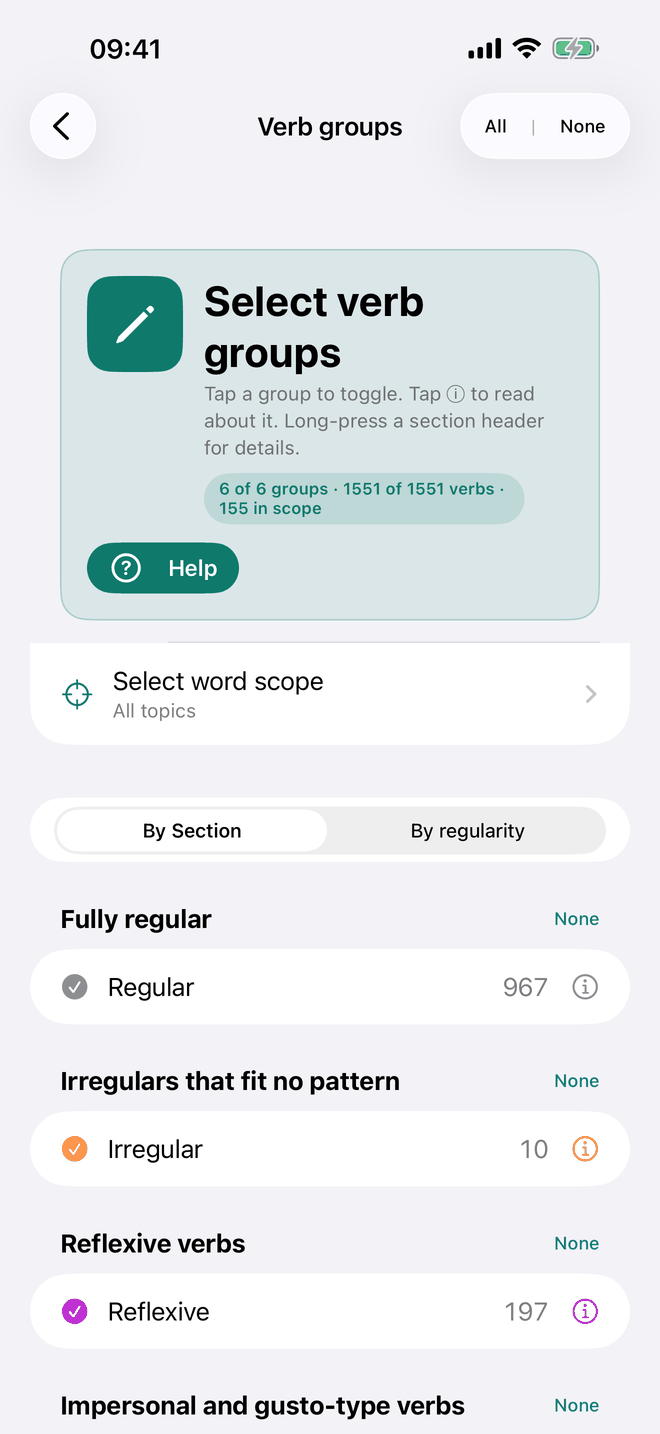 09:41
Verb groups
All | None
Select verb
groups
Tap a group to toggle. Tap ⓘ to read
about it. Long-press a section header
for details.
6 of 6 groups · 1551 of 1551 verbs ·
155 in scope
Help
Select word scope
All topics
By Section
By regularity
Fully regular
None
Regular
967
Irregulars that fit no pattern
None
Irregular
10
Reflexive verbs
None
Reflexive
197
Impersonal and gusto-type verbs
None